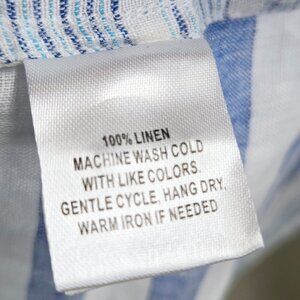 100% LINEN
MACHINE WASH COLD
WITH LIKE COLORS.
GENTLE CYCLE, HANG DRY,
WARM IRON IF NEEDED